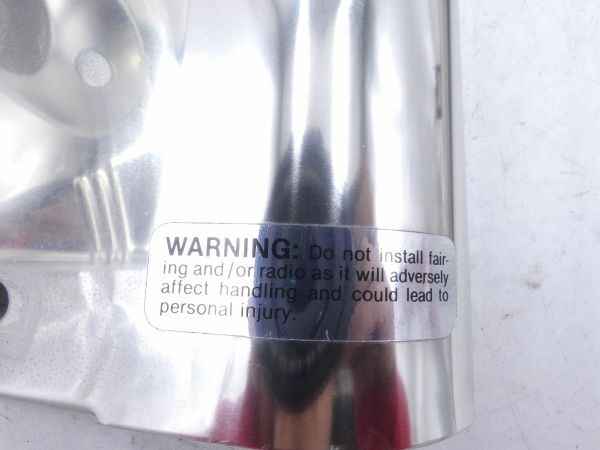 WARNING: Do not install fair-
ing and/or radio as it will adversely
affect handling and could lead to
personal injury.